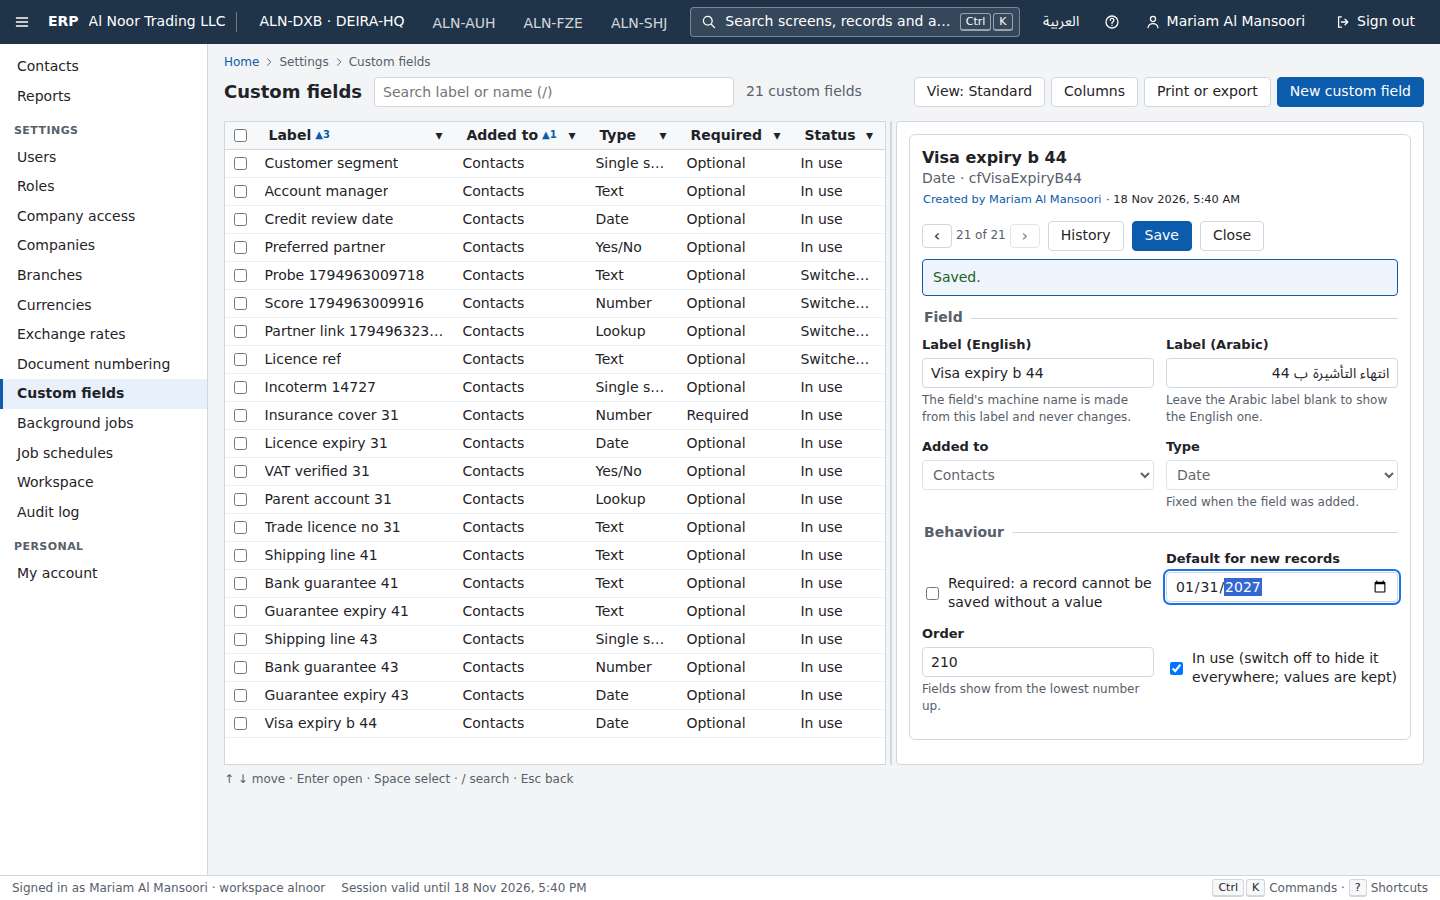 ERP Al Noor Trading LLC ALN-DXB · DEIRA-HQ ALN-AUH ALN-FZE ALN-SHJ Search screens, records and a… Ctrl K العربية Mariam Al Mansoori Sign out
Contacts
Reports
SETTINGS
Users
Roles
Company access
Companies
Branches
Currencies
Exchange rates
Document numbering
Custom fields
Background jobs
Job schedules
Workspace
Audit log
PERSONAL
My account
Home > Settings > Custom fields
Custom fields Search label or name (/) 21 custom fields View: Standard Columns Print or export New custom field
Label ▲3 ▼ Added to ▲1 ▼ Type ▼ Required ▼ Status ▼
Customer segment Contacts Single s… Optional In use
Account manager Contacts Text Optional In use
Credit review date Contacts Date Optional In use
Preferred partner Contacts Yes/No Optional In use
Probe 1794963009718 Contacts Text Optional Switche…
Score 1794963009916 Contacts Number Optional Switche…
Partner link 179496323… Contacts Lookup Optional Switche…
Licence ref Contacts Text Optional Switche…
Incoterm 14727 Contacts Single s… Optional In use
Insurance cover 31 Contacts Number Required In use
Licence expiry 31 Contacts Date Optional In use
VAT verified 31 Contacts Yes/No Optional In use
Parent account 31 Contacts Lookup Optional In use
Trade licence no 31 Contacts Text Optional In use
Shipping line 41 Contacts Text Optional In use
Bank guarantee 41 Contacts Text Optional In use
Guarantee expiry 41 Contacts Text Optional In use
Shipping line 43 Contacts Single s… Optional In use
Bank guarantee 43 Contacts Number Optional In use
Guarantee expiry 43 Contacts Date Optional In use
Visa expiry b 44 Contacts Date Optional In use
↑ ↓ move · Enter open · Space select · / search · Esc back
Visa expiry b 44
Date · cfVisaExpiryB44
Created by Mariam Al Mansoori · 18 Nov 2026, 5:40 AM
‹ 21 of 21 › History Save Close
Saved.
Field
Label (English) Label (Arabic)
Visa expiry b 44 انتهاء التأشيرة ب 44
The field's machine name is made Leave the Arabic label blank to show
from this label and never changes. the English one.
Added to Type
Contacts Date
Fixed when the field was added.
Behaviour
Default for new records
Required: a record cannot be 01/31/2027
saved without a value
Order
210 In use (switch off to hide it
everywhere; values are kept)
Fields show from the lowest number
up.
Signed in as Mariam Al Mansoori · workspace alnoor Session valid until 18 Nov 2026, 5:40 PM Ctrl K Commands · ? Shortcuts